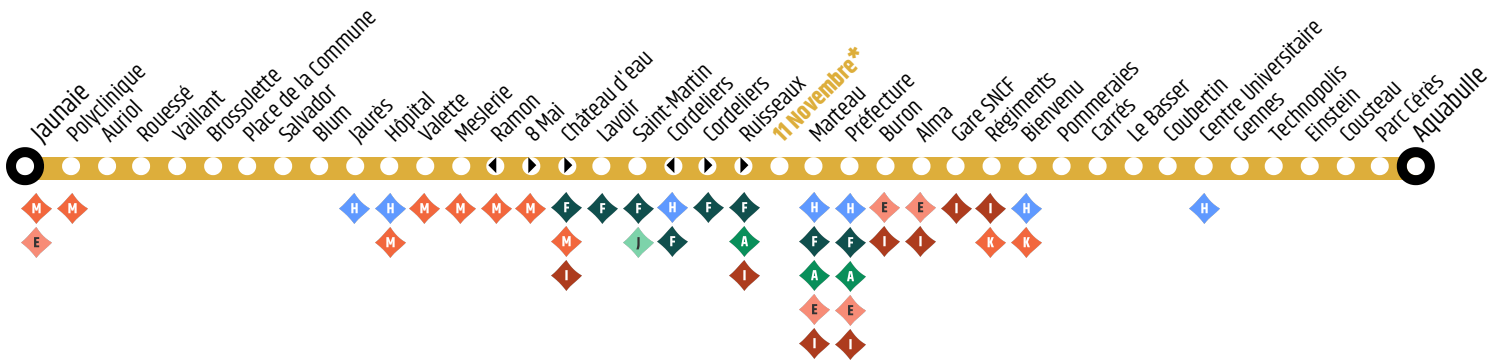 Jaunaie
Polyclinique
Auriol
Rouessé
Vaillant
Brossolette
Place de la Commune
Salvador
Blum
Jaurès
Hôpital
Valette
Meslerie
Ramon
8 Mai
Château d'eau
Lavoir
Saint-Martin
Cordeliers
Cordeliers
Ruisseaux
11 Novembre*
Matteau
Préfecture
Buron
Alma
Gare SNCF
Régiments
Bienvenu
Pommeraies
Carrés
Le Basser
Coubertin
Centre Universitaire
Gennes
Technopolis
Einstein
Cousteau
Parc Cérès
Aquabulle
M M H H M M M M F F F H F F H H E E I I H H
E M M J F A F F I I K K
I I A A
E E
I I